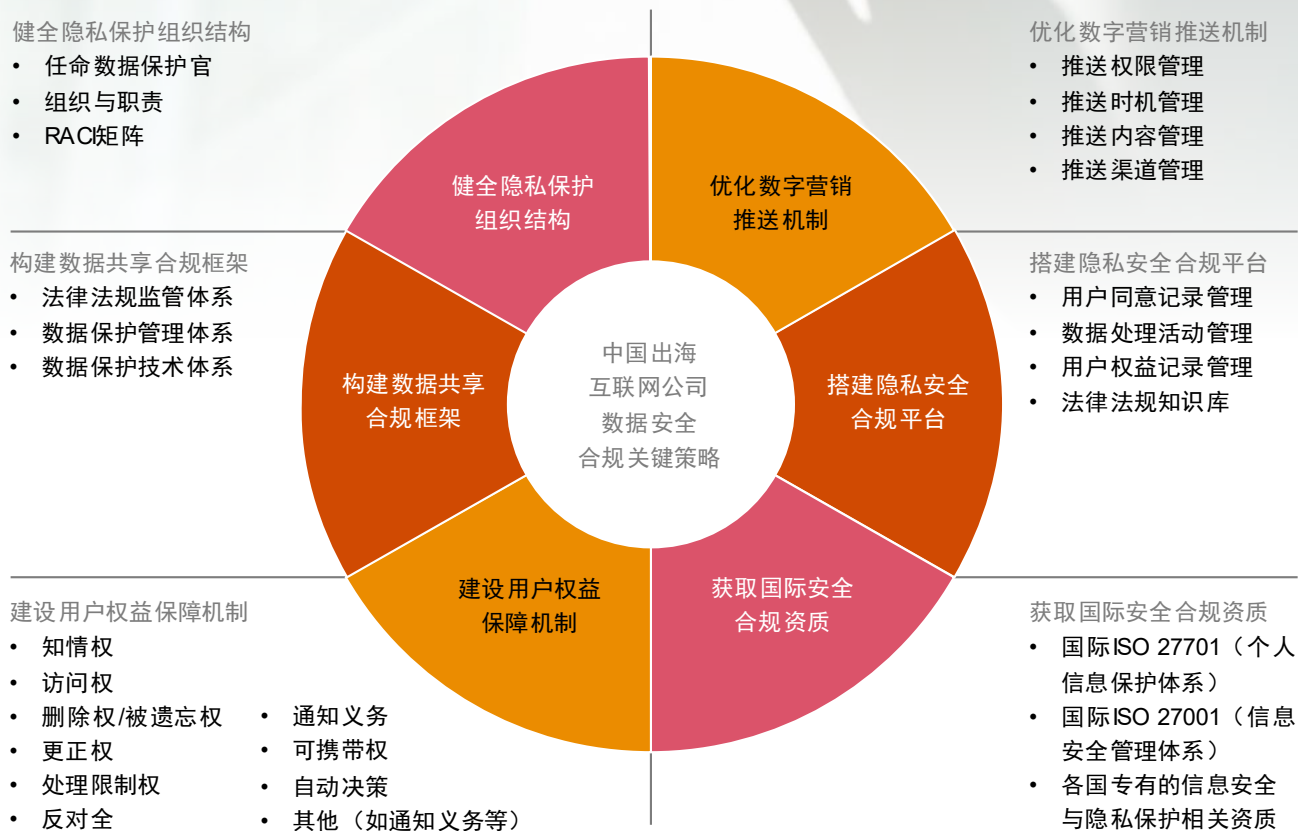 健全隐私保护组织结构
• 任命数据保护官
• 组织与职责
• RACI矩阵
优化数字营销推送机制
• 推送权限管理
• 推送时机管理
• 推送内容管理
• 推送渠道管理
健全隐私保护
组织结构
优化数字营销
推送机制
构建数据共享合规框架
• 法律法规监管体系
• 数据保护管理体系
• 数据保护技术体系
搭建隐私安全合规平台
• 用户同意记录管理
• 数据处理活动管理
• 用户权益记录管理
• 法律法规知识库
构建数据共享
合规框架
中国出海
互联网公司
数据安全
合规关键策略
搭建隐私安全
合规平台
建设用户权益
保障机制
获取国际安全
合规资质
建设用户权益保障机制
• 知情权
• 访问权
• 删除权/被遗忘权
• 更正权
• 处理限制权
• 反对全
• 通知义务
• 可携带权
• 自动决策
• 其他（如通知义务等）
获取国际安全合规资质
• 国际ISO 27701（个人
信息保护体系）
• 国际ISO 27001（信息
安全管理体系）
• 各国专有的信息安全
与隐私保护相关资质